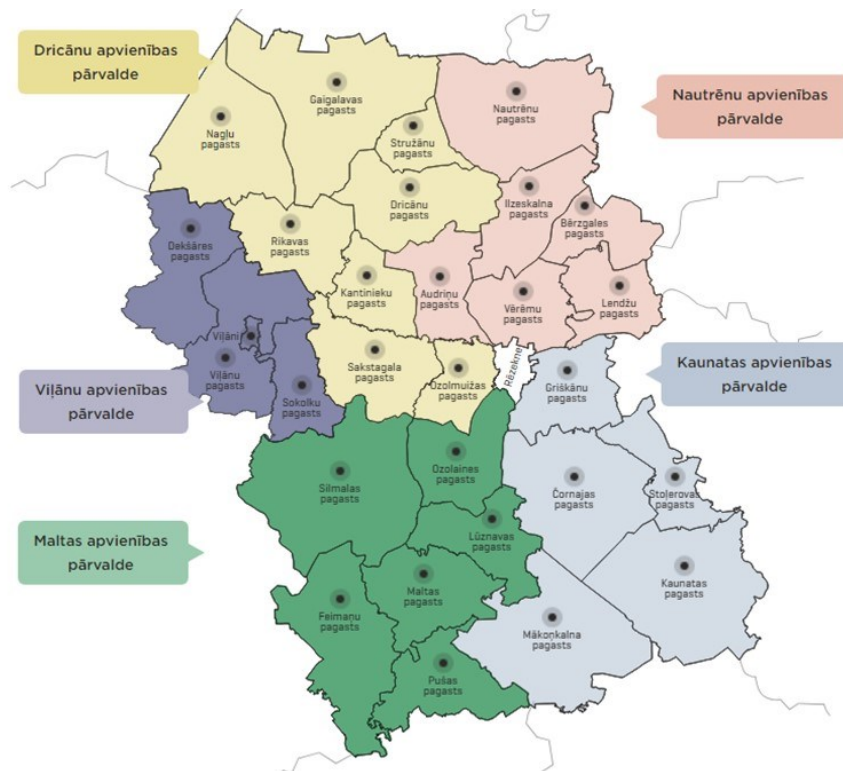 Dricānu apvienības
pārvalde
Gaigalavas
pagasts
Nautrēnu
pagasts
Nautrēnu apvienības
pārvalde
Nagļu
pagasts
Stružānu
pagasts
Dricānu
pagasts
Ilzeskalna
pagasts
Bērzgales
pagasts
Dekšāres
pagasts
Rikavas
pagasts
Kantinieku
pagasts
Audriņu
pagasts
Vērēmu
pagasts
Lendžu
pagasts
Viļāni
Viļānu
pagasts
Sakstagala
pagasts
Ozolmuižas
pagasts
Rēzekne
Griškānu
pagasts
Kaunatas apvienības
pārvalde
Viļānu apvienības
pārvalde
Sokolku
pagasts
Silmalas
pagasts
Ozolaines
pagasts
Čornajas
pagasts
Stoļerovas
pagasts
Maltas apvienības
pārvalde
Lūznavas
pagasts
Kaunatas
pagasts
Feimaņu
pagasts
Maltas
pagasts
Mākoņkalna
pagasts
Pušas
pagasts